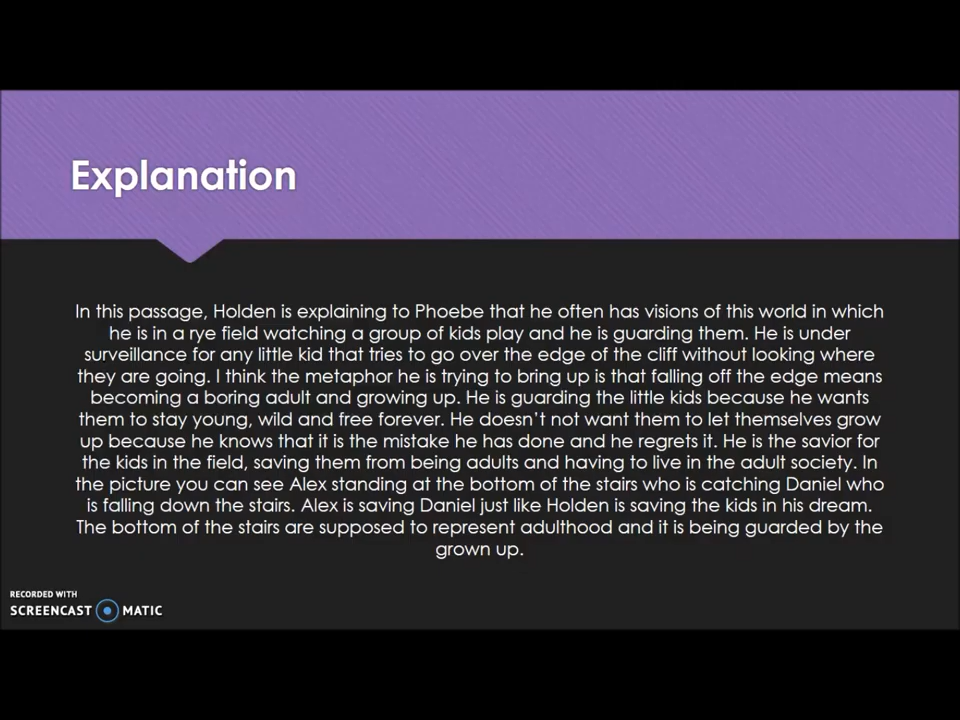 Explanation
In this passage, Holden is explaining to Phoebe that he often has visions of this world in which
he is in a rye field watching a group of kids play and he is guarding them. He is under
surveillance for any little kid that tries to go over the edge of the cliff without looking where
they are going. I think the metaphor he is trying to bring up is that falling off the edge means
becoming a boring adult and growing up. He is guarding the little kids because he wants
them to stay young, wild and free forever. He doesn't not want them to let themselves grow
up because he knows that it is the mistake he has done and he regrets it. He is the savior for
the kids in the field, saving them from being adults and having to live in the adult society. In
the picture you can see Alex standing at the bottom of the stairs who is catching Daniel who
is falling down the stairs. Alex is saving Daniel just like Holden is saving the kids in his dream.
The bottom of the stairs are supposed to represent adulthood and it is being guarded by the
grown up.
RECORDED WITH
SCREENCAST MATIC